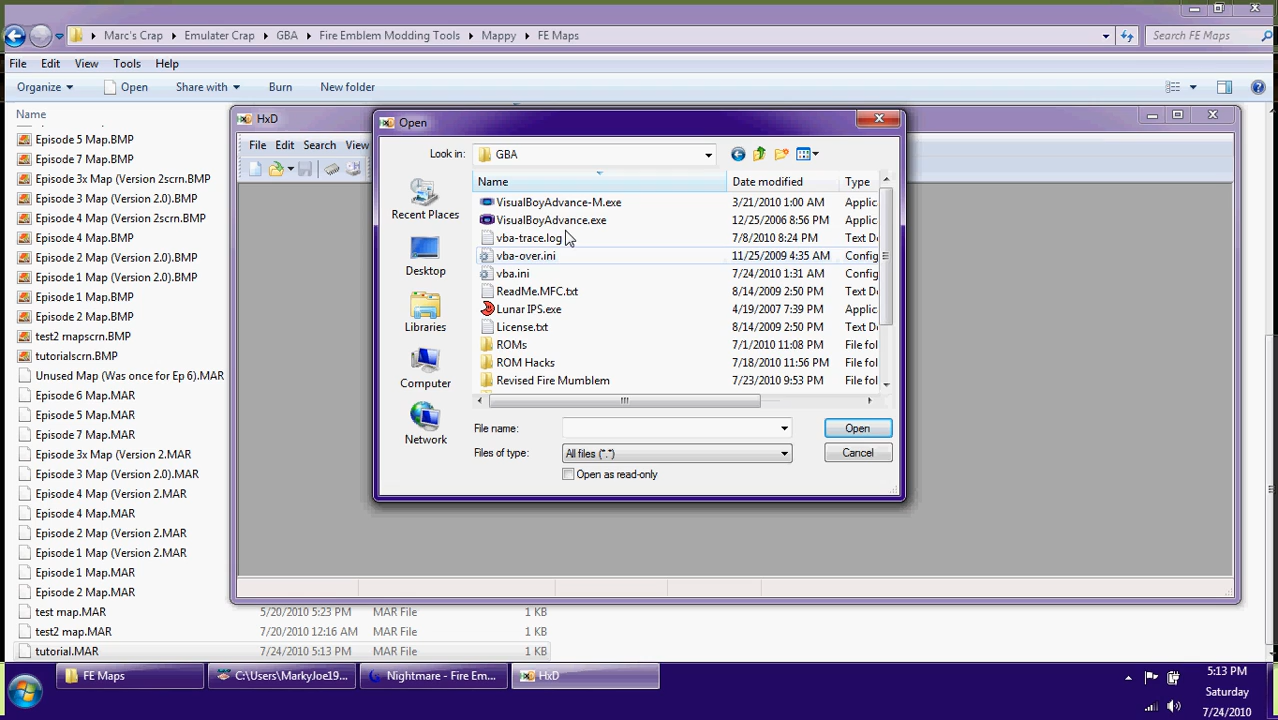 Marc's Crap Emulater Crap GBA Fire Emblem Modding Tools Mappy FE Maps Search FE Maps
File Edit View Tools Help
Organize Open Share with Burn New folder
Name
Episode 5 Map.BMP
Episode 7 Map.BMP
Episode 3x Map (Version 2scrn.BMP
Episode 3 Map (Version 2.0).BMP
Episode 4 Map (Version 2scrn.BMP
Episode 4 Map.BMP
Episode 2 Map (Version 2.0).BMP
Episode 1 Map (Version 2.0).BMP
Episode 1 Map.BMP
Episode 2 Map.BMP
test2 mapscrn.BMP
tutorialscrn.BMP
Unused Map (Was once for Ep 6).MAR
Episode 6 Map.MAR
Episode 5 Map.MAR
Episode 7 Map.MAR
Episode 3x Map (Version 2.MAR
Episode 3 Map (Version 2.0).MAR
Episode 4 Map (Version 2.MAR
Episode 4 Map.MAR
Episode 2 Map (Version 2.MAR
Episode 1 Map (Version 2.MAR
Episode 1 Map.MAR
Episode 2 Map.MAR
test map.MAR 5/20/2010 5:23 PM MAR File 1 KB
test2 map.MAR 7/20/2010 12:16 AM MAR File 1 KB
tutorial.MAR 7/24/2010 5:13 PM MAR File 1 KB
HxD
File Edit Search View
Open
Look in: GBA
Recent Places
Desktop
Libraries
Computer
Network
Name Date modified Type
VisualBoyAdvance-M.exe 3/21/2010 1:00 AM Applic
VisualBoyAdvance.exe 12/25/2006 8:56 PM Applic
vba-trace.log 7/8/2010 8:24 PM Text D
vba-over.ini 11/25/2009 4:35 AM Config
vba.ini 7/24/2010 1:31 AM Config
ReadMe.MFC.txt 8/14/2009 2:50 PM Text D
Lunar IPS.exe 4/19/2007 7:39 PM Applic
License.txt 8/14/2009 2:50 PM Text D
ROMs 7/1/2010 11:08 PM File fol
ROM Hacks 7/18/2010 11:56 PM File fol
Revised Fire Mumblem 7/23/2010 9:53 PM File fol
File name: Open
Files of type: All files (*.*) Cancel
Open as read-only
FE Maps C:\Users\MarkyJoe19... Nightmare - Fire Em... HxD
5:13 PM
Saturday
7/24/2010